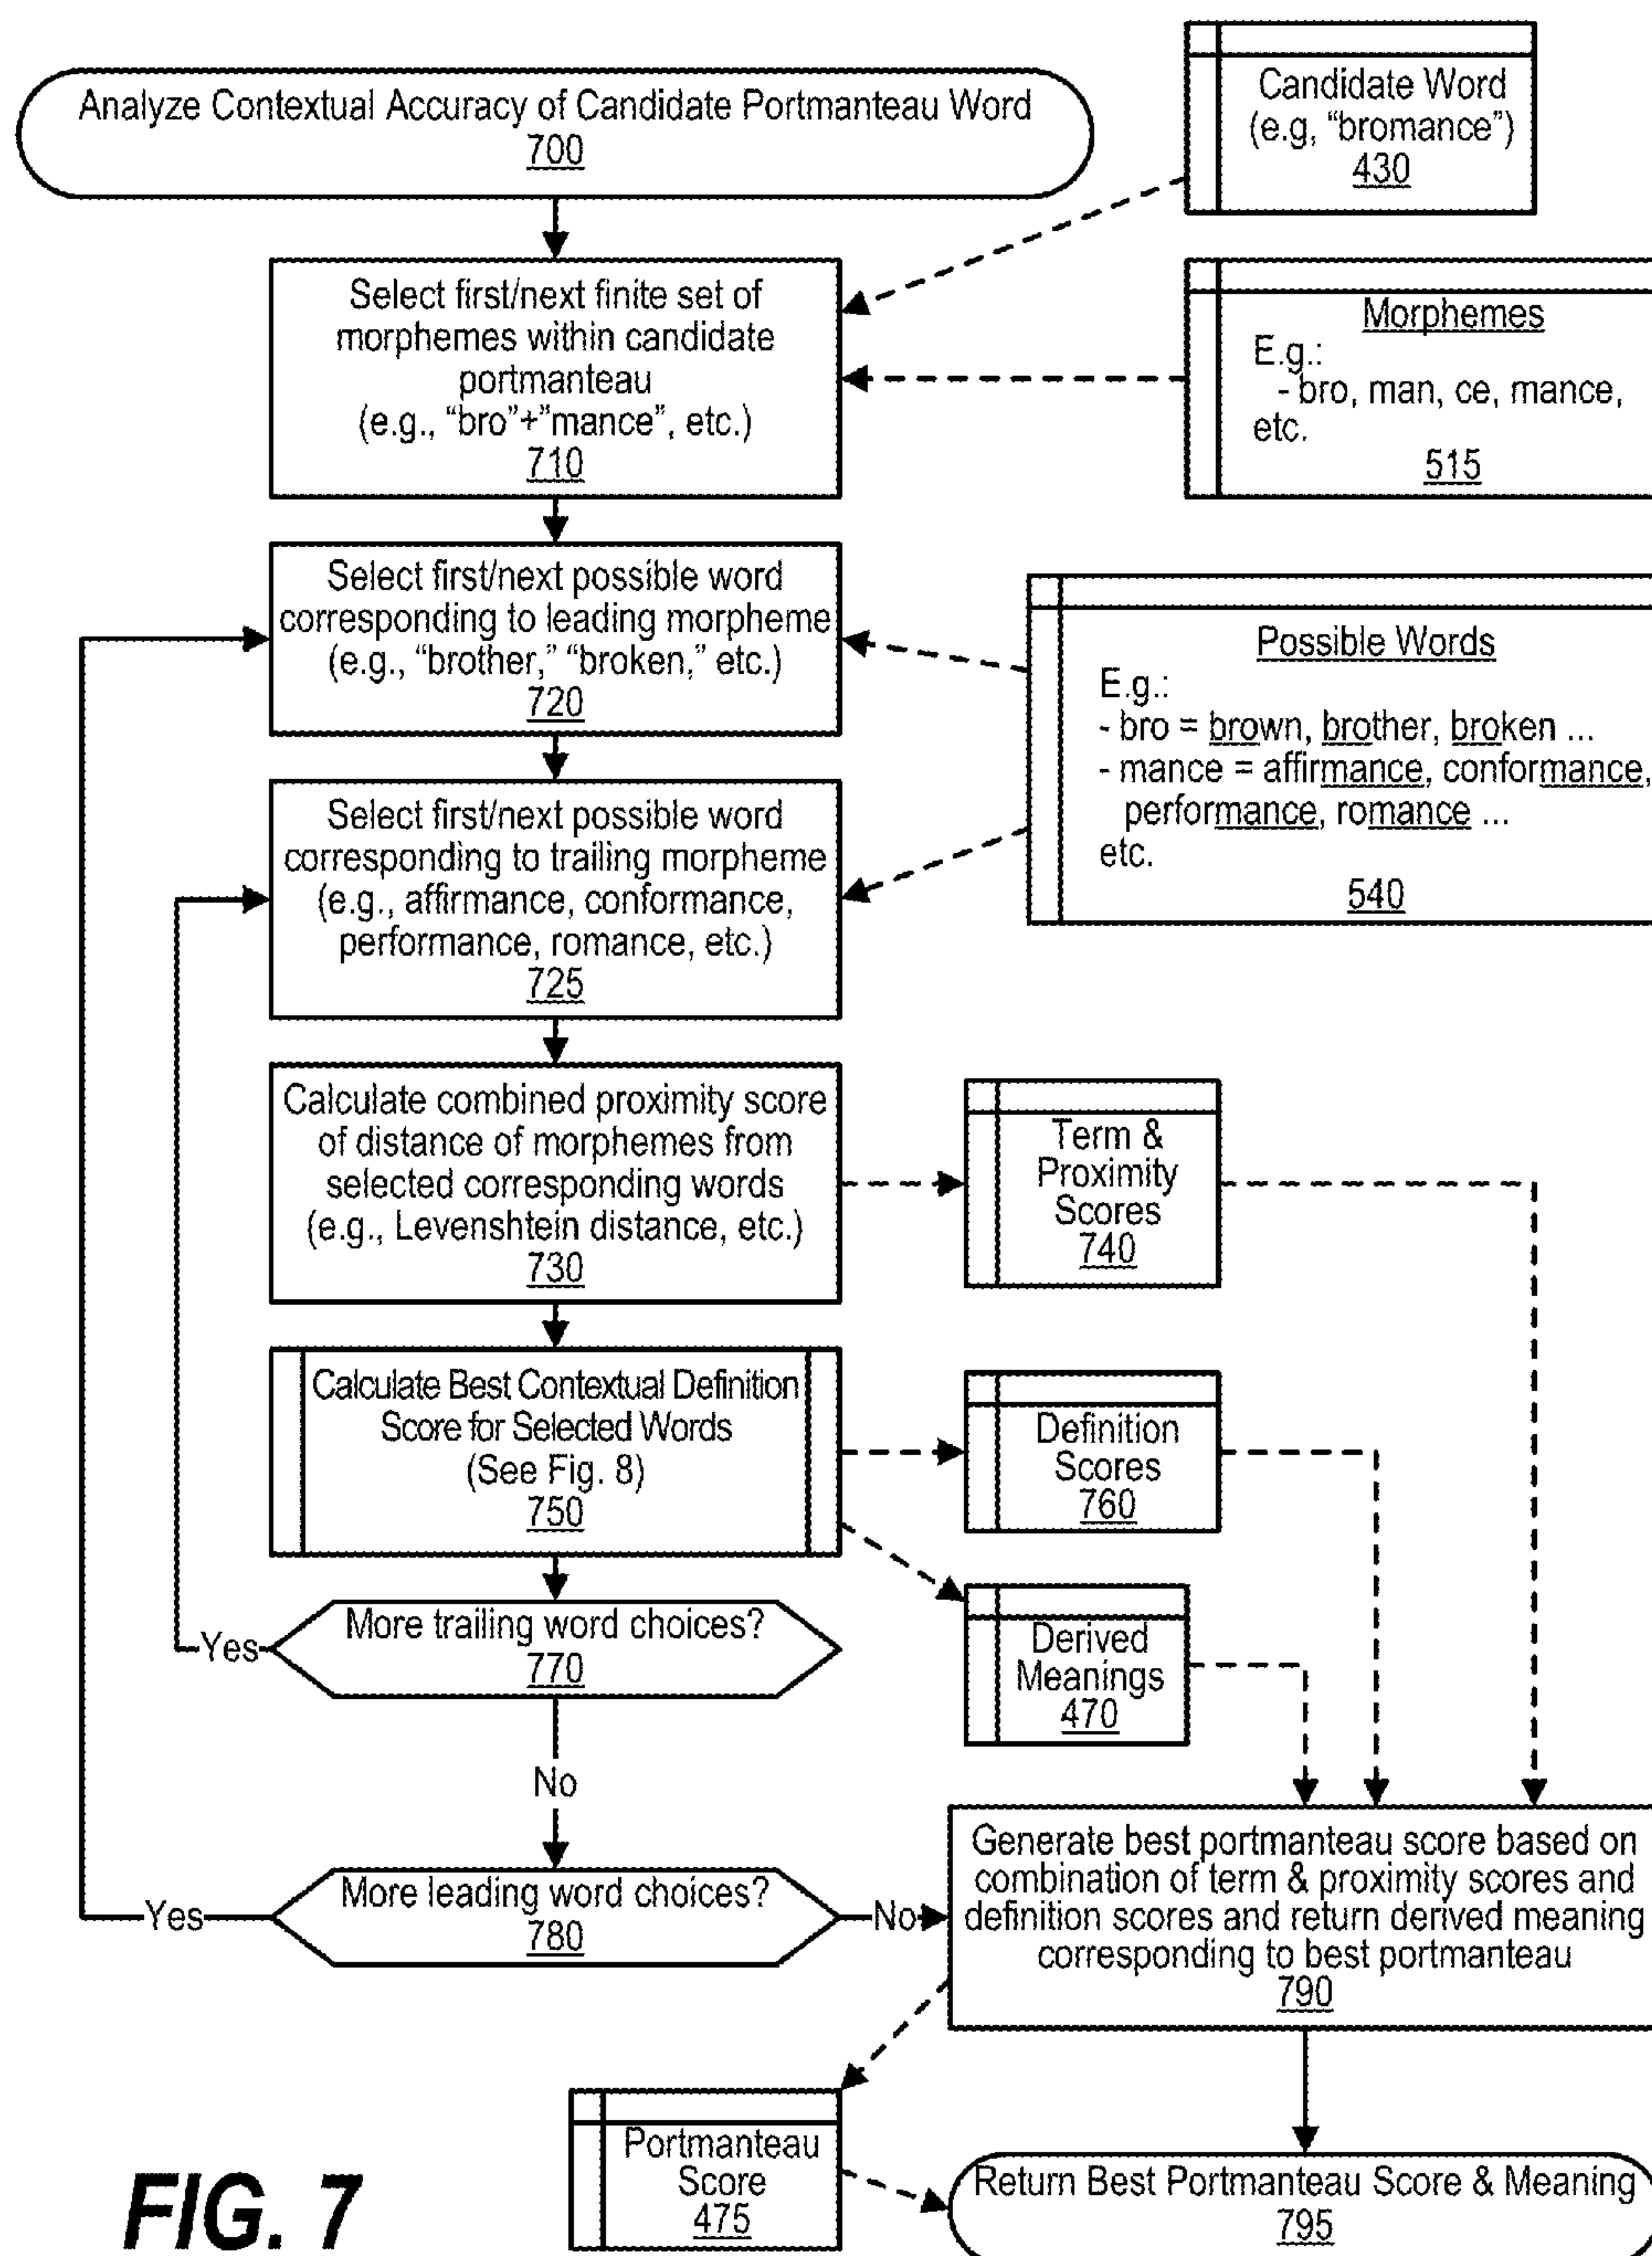 Analyze Contextual Accuracy of Candidate Portmanteau Word
700
Candidate Word
(e.g, “bromance”)
430
Select first/next finite set of
morphemes within candidate
portmanteau
(e.g., “bro”+”mance”, etc.)
710
Morphemes
E.g.:
- bro, man, ce, mance,
etc.
515
Select first/next possible word
corresponding to leading morpheme
(e.g., “brother,” “broken,” etc.)
720
Possible Words
E.g.:
- bro = brown, brother, broken ...
- mance = affirmance, conformance,
performance, romance ...
etc.
540
Select first/next possible word
corresponding to trailing morpheme
(e.g., affirmance, conformance,
performance, romance, etc.)
725
Calculate combined proximity score
of distance of morphemes from
selected corresponding words
(e.g., Levenshtein distance, etc.)
730
Term &
Proximity
Scores
740
Calculate Best Contextual Definition
Score for Selected Words
(See Fig. 8)
750
Definition
Scores
760
Derived
Meanings
470
More trailing word choices?
770
Yes
No
More leading word choices?
780
Yes
No
Generate best portmanteau score based on
combination of term & proximity scores and
definition scores and return derived meaning
corresponding to best portmanteau
790
Portmanteau
Score
475
Return Best Portmanteau Score & Meaning
795
FIG. 7